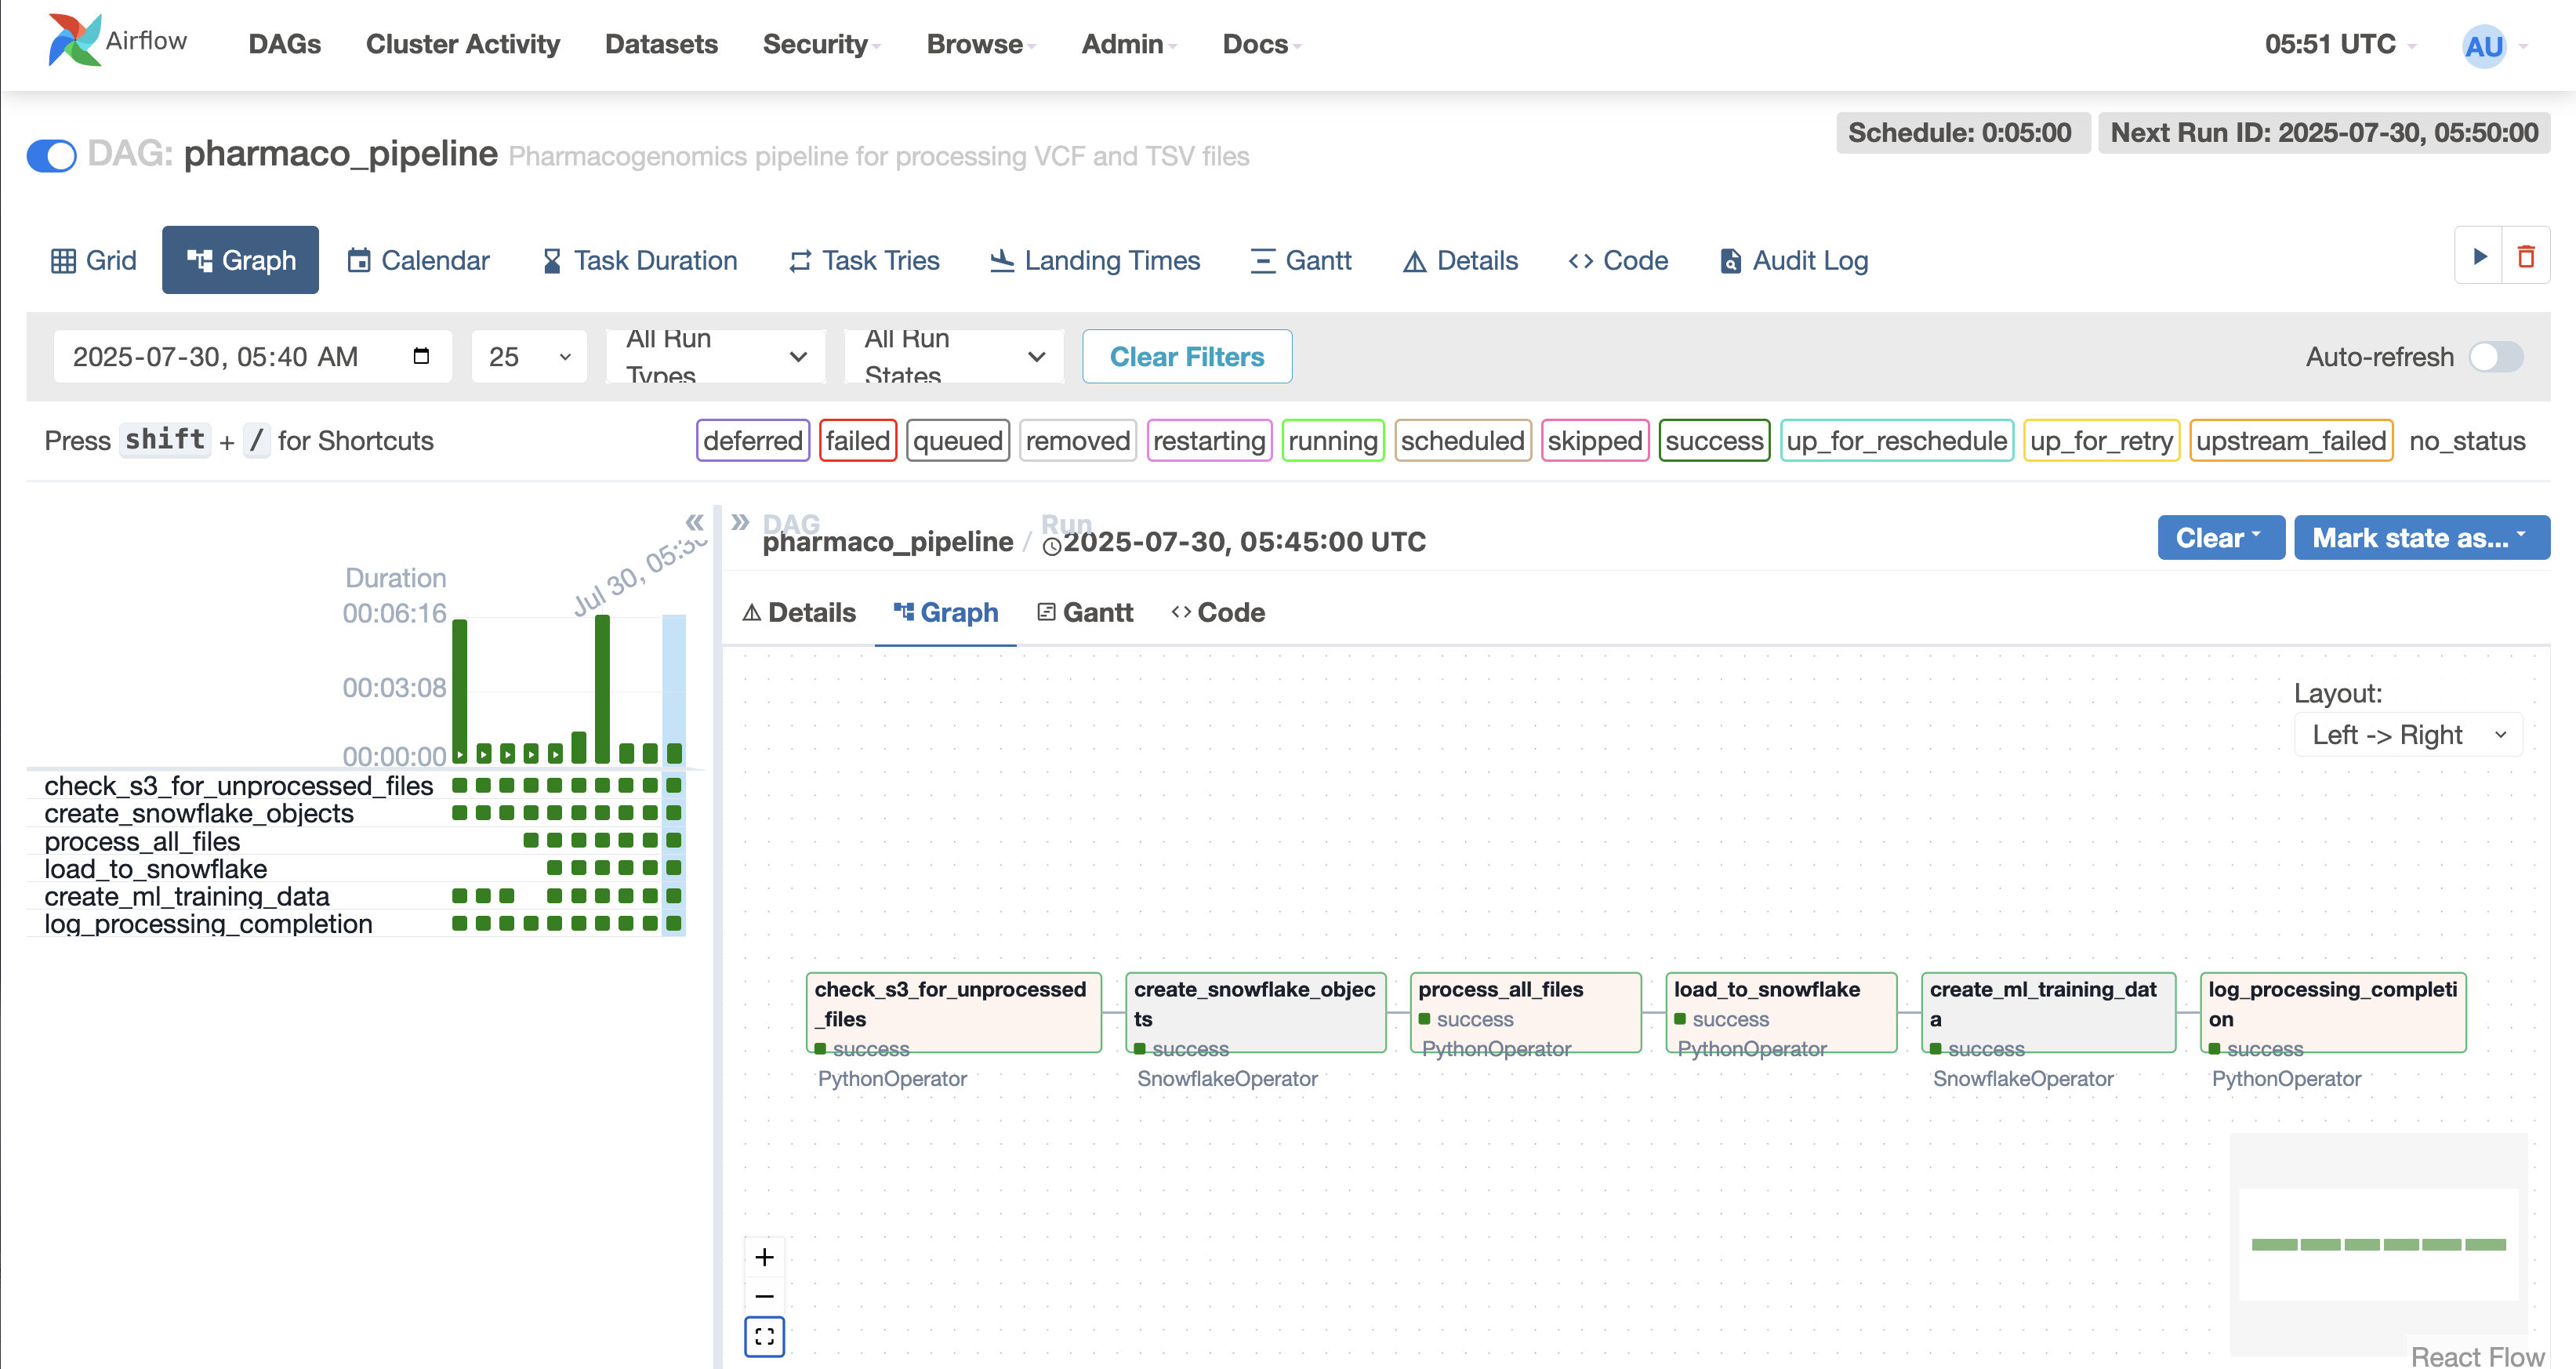 Airflow DAGs Cluster Activity Datasets Security Browse Admin Docs 05:51 UTC AU
DAG: pharmaco_pipeline Pharmacogenomics pipeline for processing VCF and TSV files
Schedule: 0:05:00 Next Run ID: 2025-07-30, 05:50:00
Grid Graph Calendar Task Duration Task Tries Landing Times Gantt Details Code Audit Log
2025-07-30, 05:40 AM 25 All Run Types All Run States Clear Filters Auto-refresh
Press shift + / for Shortcuts deferred failed queued removed restarting running scheduled skipped success up_for_reschedule up_for_retry upstream_failed no_status
Duration
00:06:16
00:03:08
00:00:00
Jul 30, 05:30
check_s3_for_unprocessed_files
create_snowflake_objects
process_all_files
load_to_snowflake
create_ml_training_data
log_processing_completion
DAG Run
pharmaco_pipeline / 2025-07-30, 05:45:00 UTC
Clear Mark state as...
Details Graph Gantt Code
Layout:
Left -> Right
check_s3_for_unprocessed
_files
success
PythonOperator
create_snowflake_objec
ts
success
SnowflakeOperator
process_all_files
success
PythonOperator
load_to_snowflake
success
PythonOperator
create_ml_training_dat
a
success
SnowflakeOperator
log_processing_completi
on
success
PythonOperator
React Flow